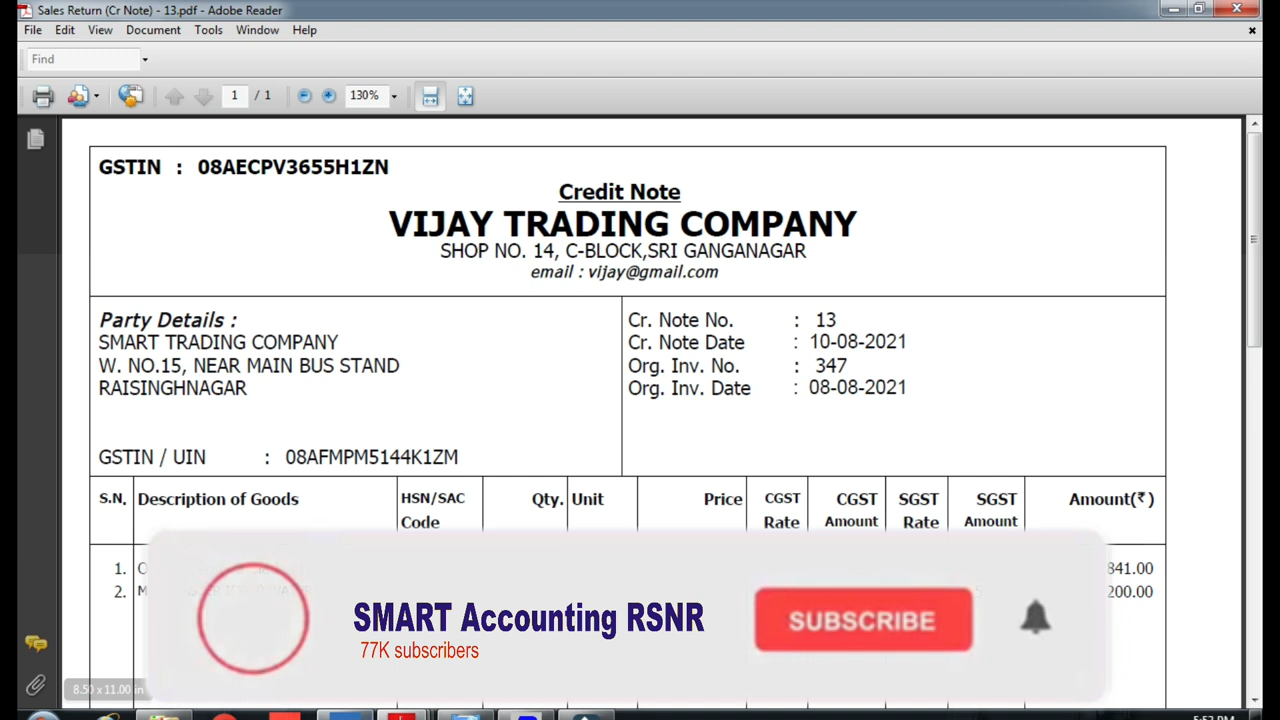 Sales Return (Cr Note) - 13.pdf - Adobe Reader
File Edit View Document Tools Window Help
Find
1 / 1 130%
GSTIN : 08AECPV3655H1ZN
Credit Note
VIJAY TRADING COMPANY
SHOP NO. 14, C-BLOCK,SRI GANGANAGAR
email : vijay@gmail.com
Party Details :
SMART TRADING COMPANY
W. NO.15, NEAR MAIN BUS STAND
RAISINGHNAGAR
GSTIN / UIN : 08AFMPM5144K1ZM
Cr. Note No. : 13
Cr. Note Date : 10-08-2021
Org. Inv. No. : 347
Org. Inv. Date : 08-08-2021
S.N. Description of Goods HSN/SAC Code Qty. Unit Price CGST Rate CGST Amount SGST Rate SGST Amount Amount(₹)
1. 841.00
2. 200.00
SMART Accounting RSNR
77K subscribers
SUBSCRIBE
8.50 x 11.00 in